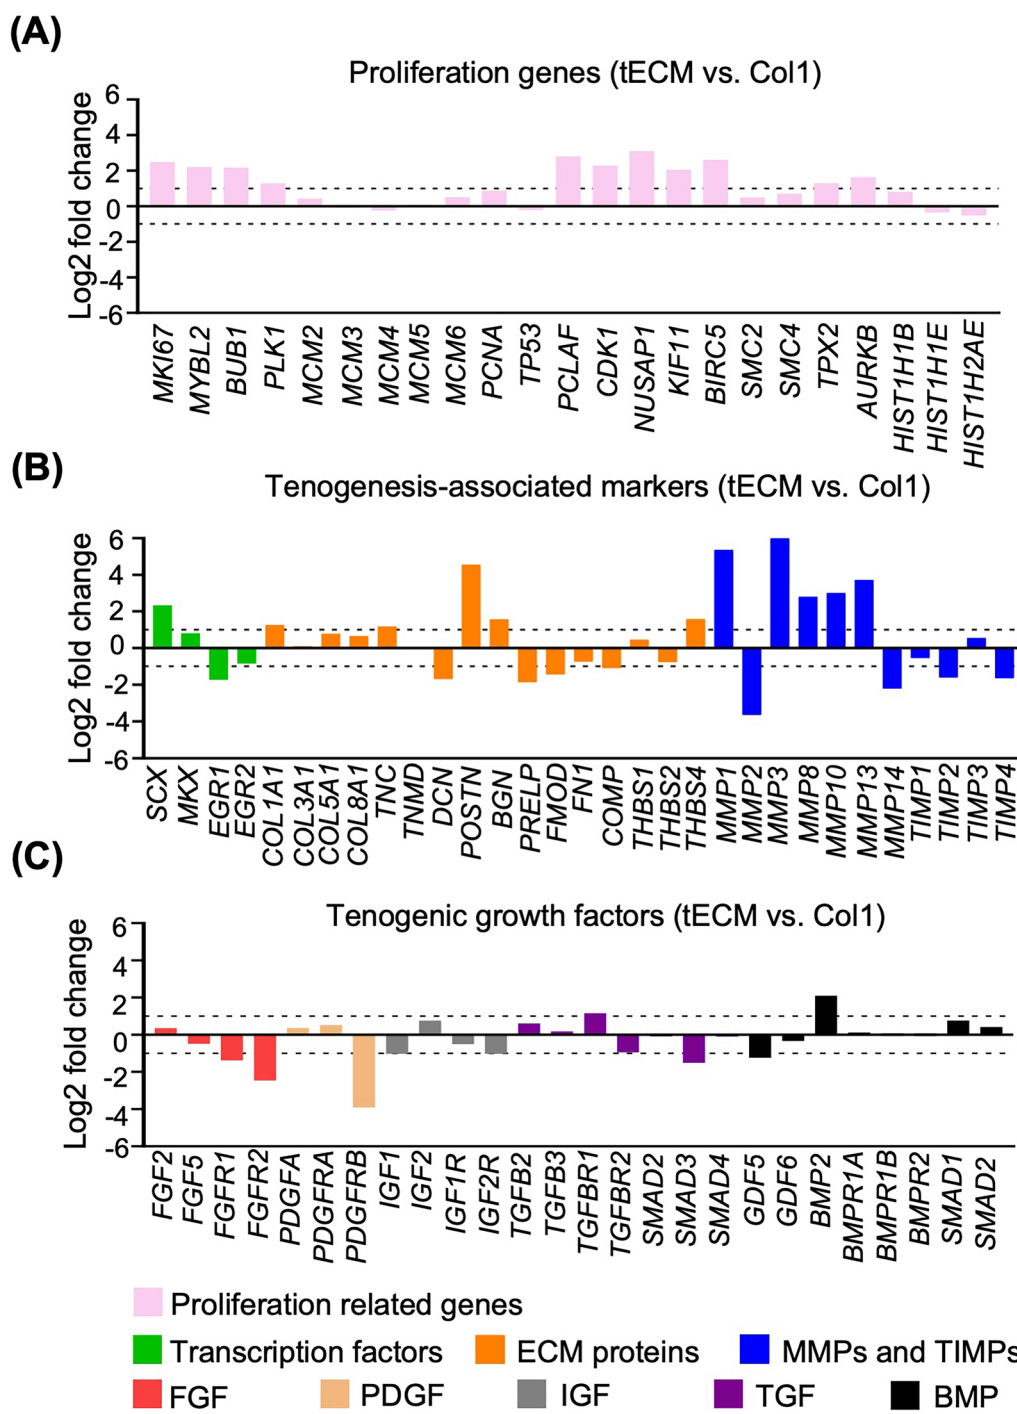 (A)
Proliferation genes (tECM vs. Col1)
Log2 fold change
6
4
2
0
-2
-4
-6
MKI67
MYBL2
BUB1
PLK1
MCM2
MCM3
MCM4
MCM5
MCM6
PCNA
TP53
PCLAF
CDK1
NUSAP1
KIF11
BIRC5
SMC2
SMC4
TPX2
AURKB
HIST1H1B
HIST1H1E
HIST1H2AE
(B)
Tenogenesis-associated markers (tECM vs. Col1)
Log2 fold change
6
4
2
0
-2
-4
-6
SCX
MKX
EGR1
EGR2
COL1A1
COL3A1
COL5A1
COL8A1
TNC
TNMD
DCN
POSTN
BGN
PRELP
FMOD
FN1
COMP
THBS1
THBS2
THBS4
MMP1
MMP2
MMP3
MMP8
MMP10
MMP13
MMP14
TIMP1
TIMP2
TIMP3
TIMP4
(C)
Tenogenic growth factors (tECM vs. Col1)
Log2 fold change
6
4
2
0
-2
-4
-6
FGF2
FGF5
FGFR1
FGFR2
PDGFA
PDGFRA
PDGFRB
IGF1
IGF2
IGF1R
IGF2R
TGFB2
TGFB3
TGFBR1
TGFBR2
SMAD2
SMAD3
SMAD4
GDF5
GDF6
BMP2
BMPR1A
BMPR1B
BMPR2
SMAD1
SMAD2
Proliferation related genes
Transcription factors ECM proteins MMPs and TIMPs
FGF PDGF IGF TGF BMP